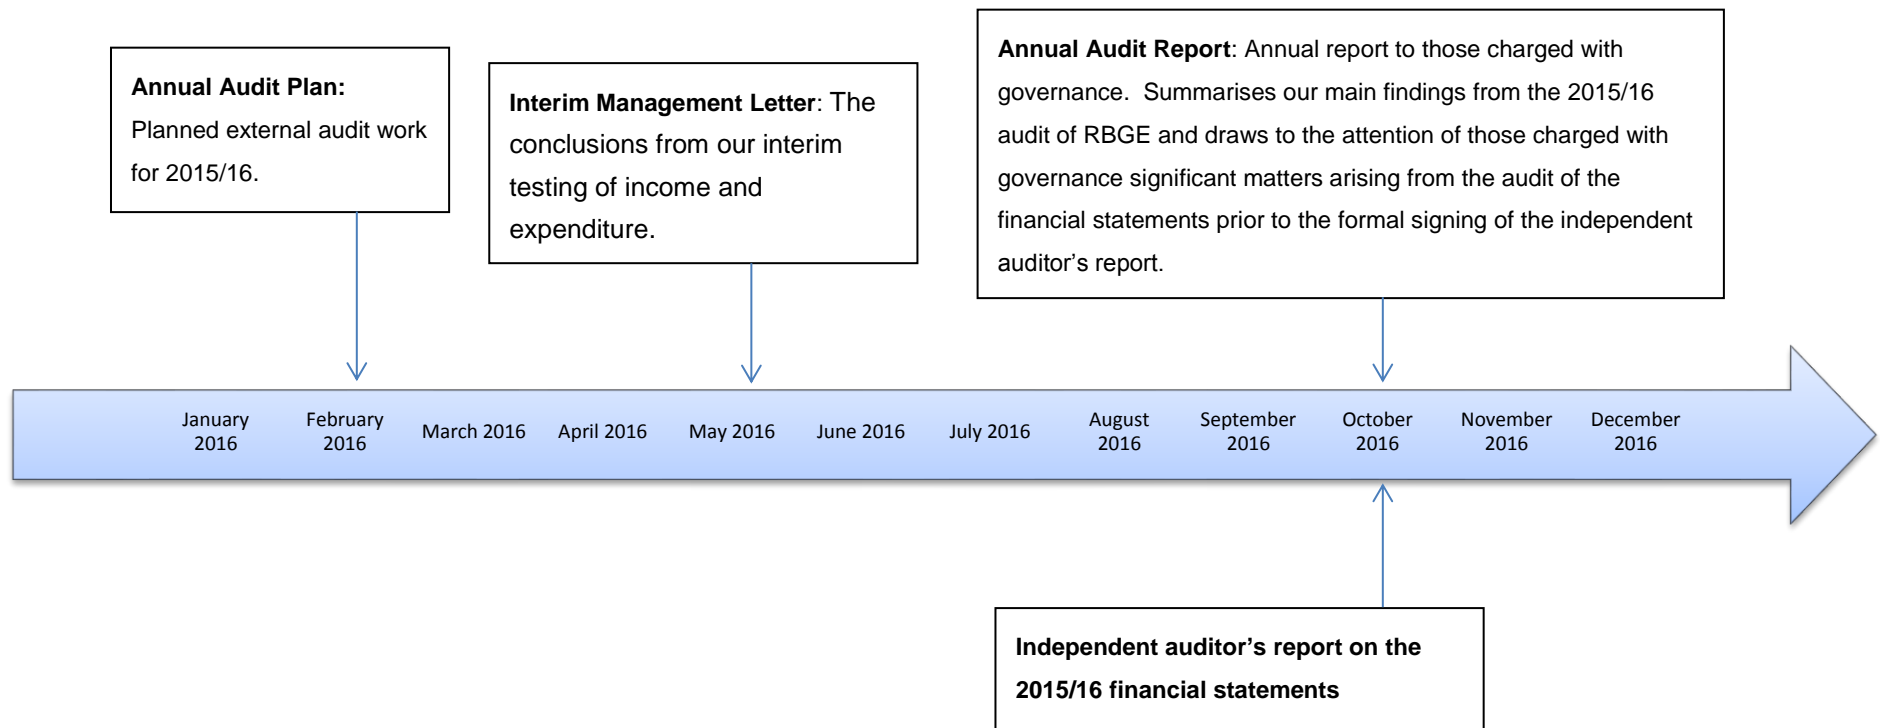 Annual Audit Plan:
Planned external audit work
for 2015/16.
Interim Management Letter: The
conclusions from our interim
testing of income and
expenditure.
Annual Audit Report: Annual report to those charged with
governance.  Summarises our main findings from the 2015/16
audit of RBGE and draws to the attention of those charged with
governance significant matters arising from the audit of the
financial statements prior to the formal signing of the independent
auditor’s report.
January
2016
February
2016
March 2016
April 2016
May 2016
June 2016
July 2016
August
2016
September
2016
October
2016
November
2016
December
2016
Independent auditor’s report on the
2015/16 financial statements